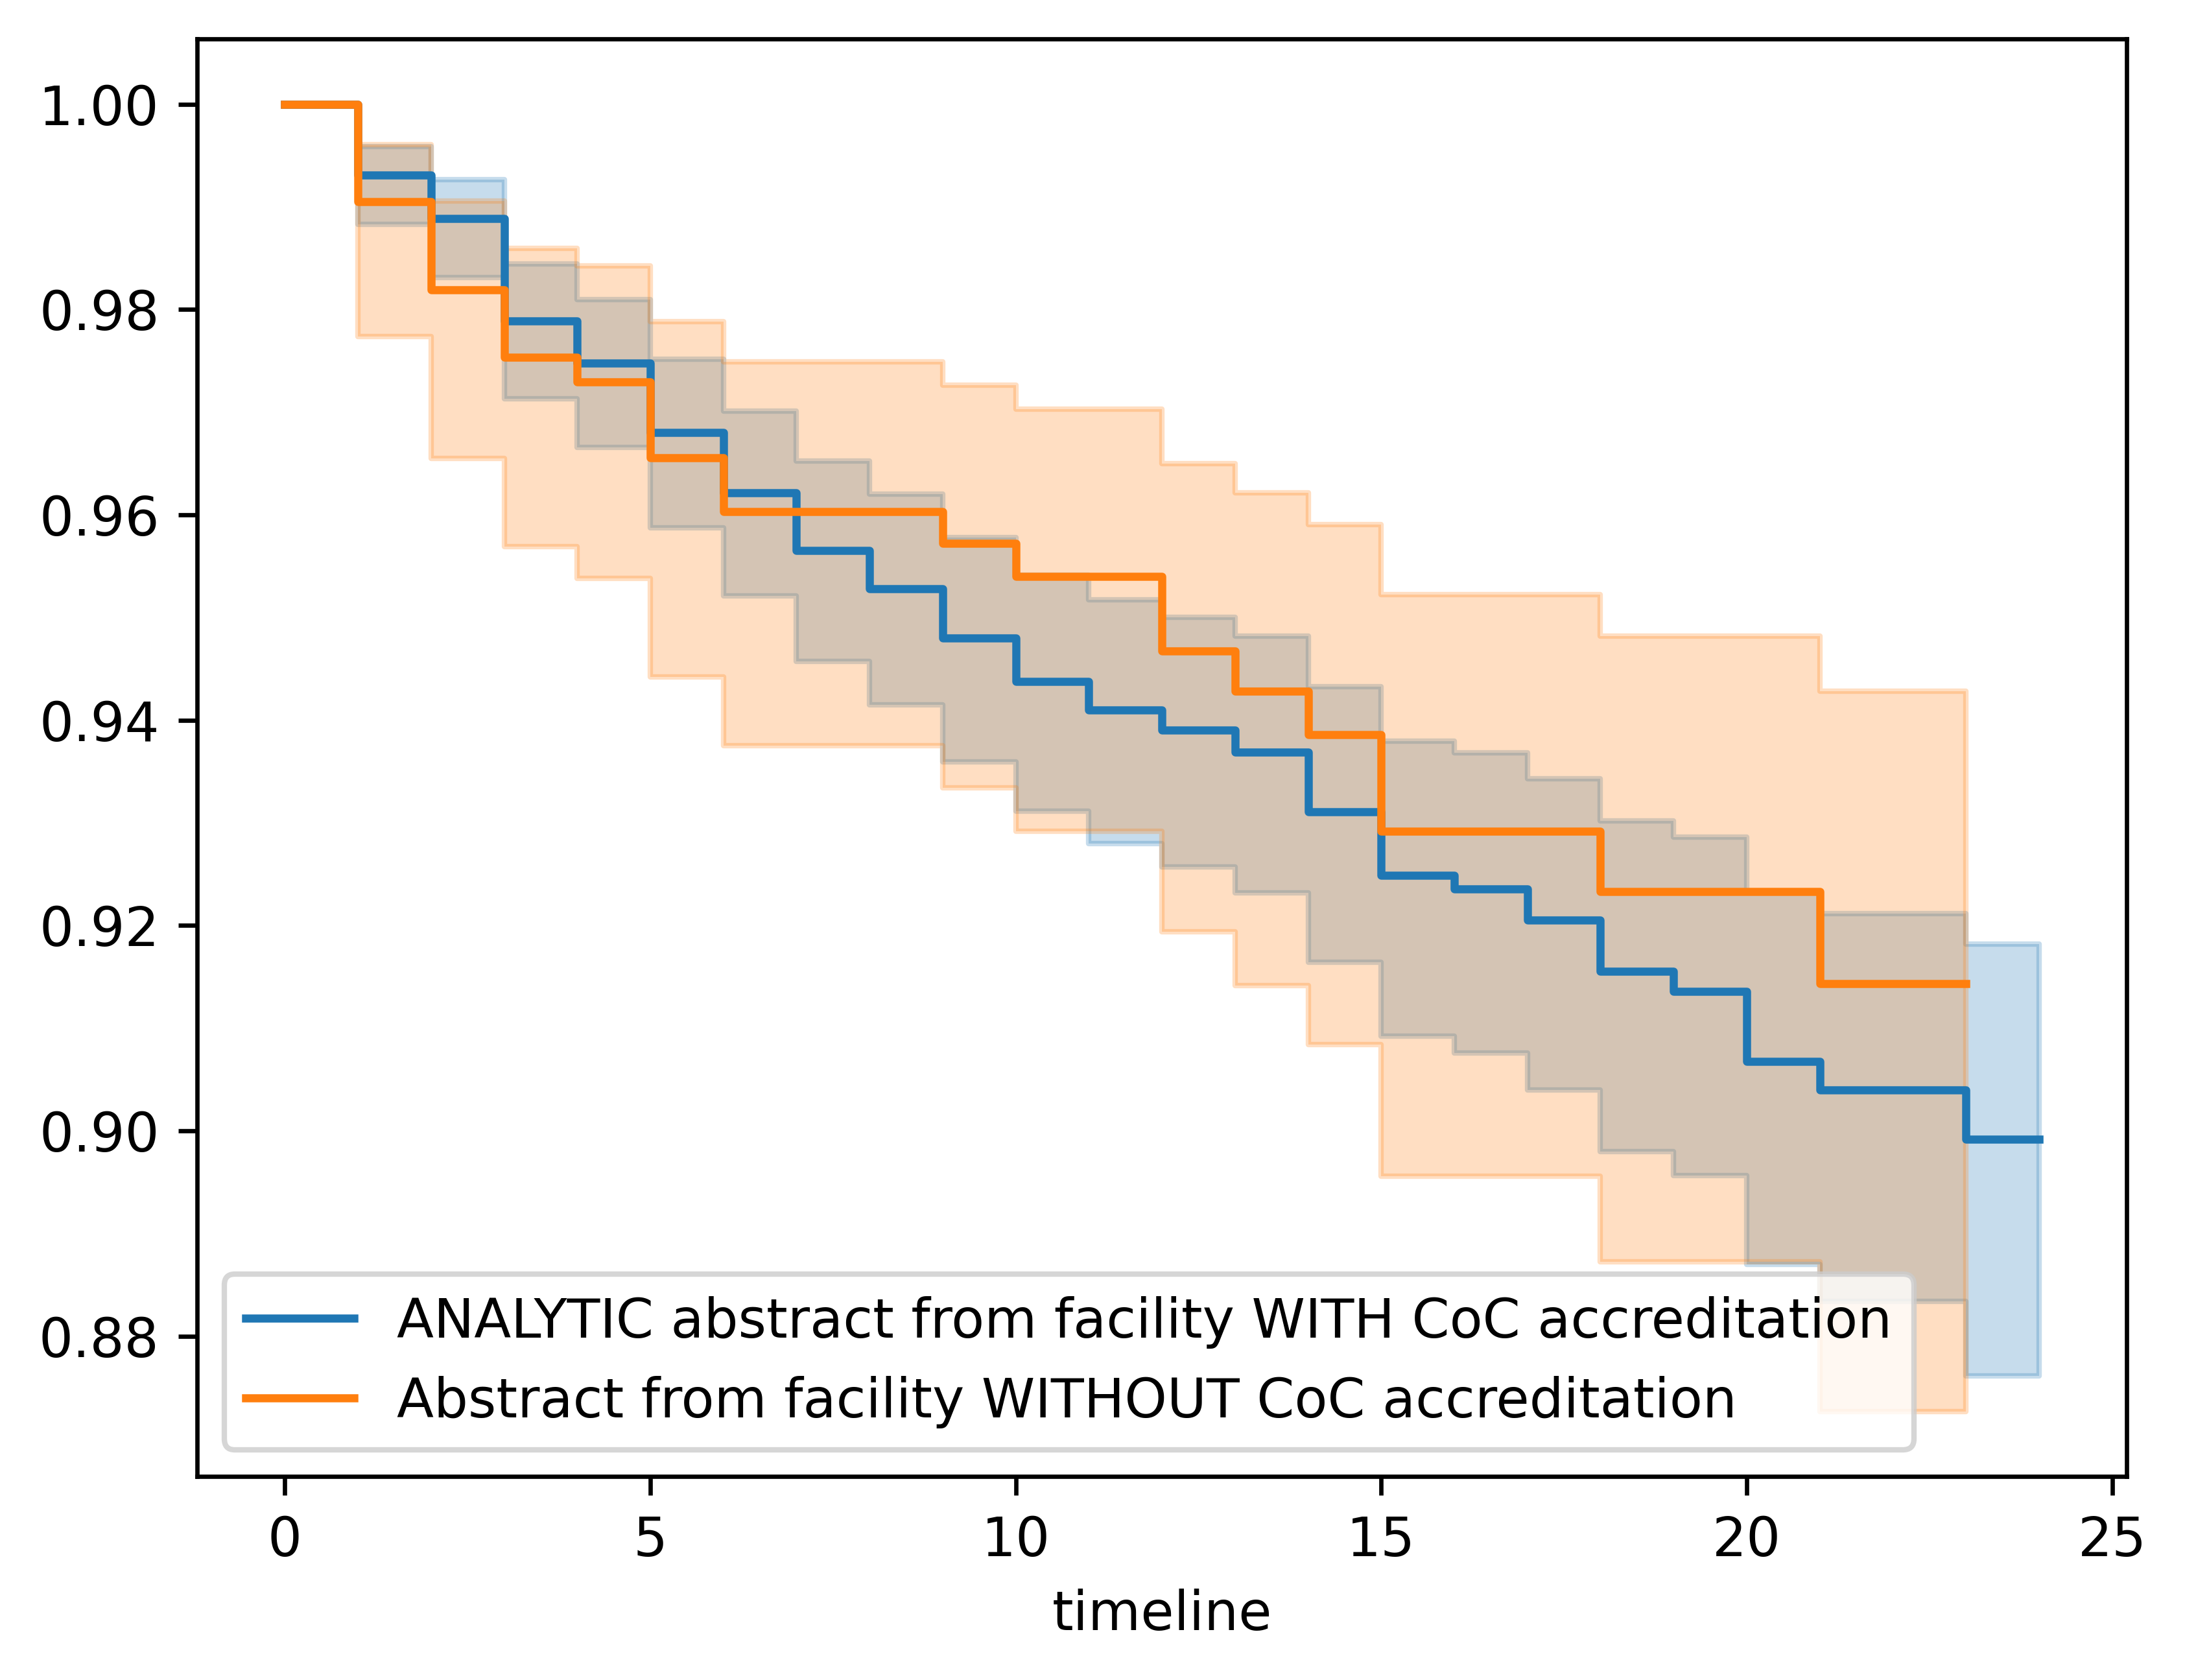 1.00
0.98
0.96
0.94
0.92
0.90
0.88
ANALYTIC abstract from facility WITH CoC accreditation
Abstract from facility WITHOUT CoC accreditation
0 5 10 15 20 25
timeline